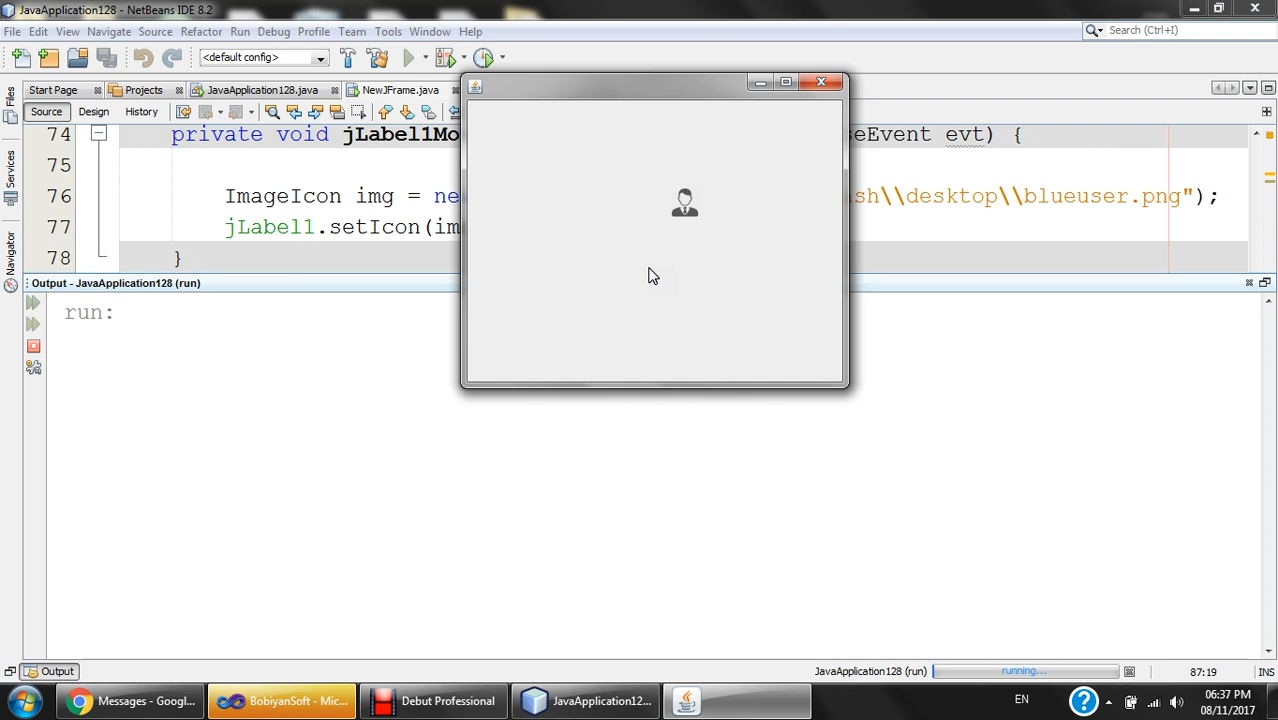 JavaApplication128 - NetBeans IDE 8.2
File Edit View Navigate Source Refactor Run Debug Profile Team Tools Window Help
Search (Ctrl+I)
<default config>
Start Page Projects JavaApplication128.java NewJFrame.java
Source Design History
Files
Services
Navigator
74 private void jLabel1Mo seEvent evt) {
75
76 ImageIcon img = ne sh\\desktop\\blueuser.png");
77 jLabel1.setIcon(im
78 }
Output - JavaApplication128 (run)
run:
Output
JavaApplication128 (run) running... 87:19 INS
Messages - Googl... BobiyanSoft - Mic... Debut Professional JavaApplication12... EN 06:37 PM
08/11/2017